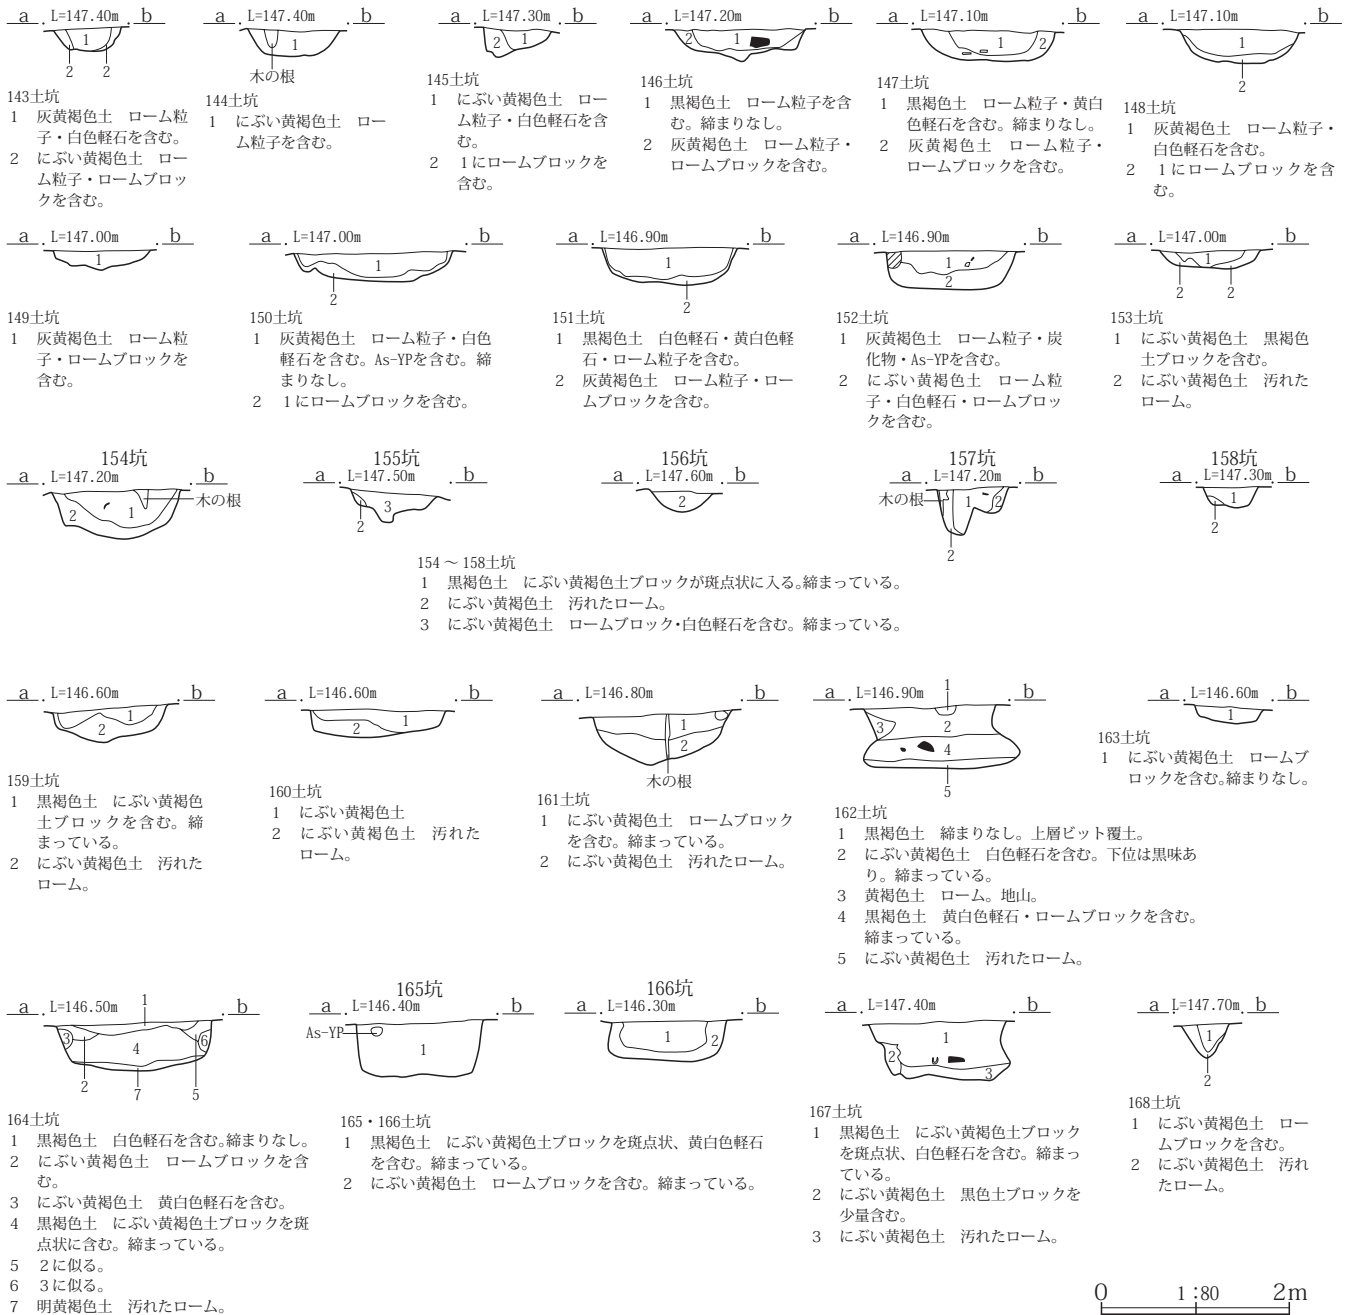 a L=147.40m b
1
2 2
143土坑
1 灰黄褐色土 ローム粒
子・白色軽石を含む。
2 にぶい黄褐色土 ロー
ム粒子・ロームブロッ
クを含む。
a L=147.40m b
1
木の根
144土坑
1 にぶい黄褐色土 ロー
ム粒子を含む。
a L=147.30m b
2 1
145土坑
1 にぶい黄褐色土 ロー
ム粒子・白色軽石を含
む。
2 1にロームブロックを
含む。
a L=147.20m b
2 1
146土坑
1 黒褐色土 ローム粒子を含
む。締まりなし。
2 灰黄褐色土 ローム粒子・
ロームブロックを含む。
a L=147.10m b
1 2
147土坑
1 黒褐色土 ローム粒子・黄白
色軽石を含む。締まりなし。
2 灰黄褐色土 ローム粒子・
ロームブロックを含む。
a L=147.10m b
1
2
148土坑
1 灰黄褐色土 ローム粒子・
白色軽石を含む。
2 1にロームブロックを含
む。
a L=147.00m b
1
149土坑
1 灰黄褐色土 ローム粒
子・ロームブロックを
含む。
a L=147.00m b
1
2
150土坑
1 灰黄褐色土 ローム粒子・白色
軽石を含む。As-YPを含む。締
まりなし。
2 1にロームブロックを含む。
a L=146.90m b
1
2
151土坑
1 黒褐色土 白色軽石・黄白色軽
石・ローム粒子を含む。
2 灰黄褐色土 ローム粒子・ロー
ムブロックを含む。
a L=146.90m b
1
2
152土坑
1 灰黄褐色土 ローム粒子・炭
化物・As-YPを含む。
2 にぶい黄褐色土 ローム粒
子・白色軽石・ロームブロッ
クを含む。
a L=147.00m b
1
2 2
153土坑
1 にぶい黄褐色土 黒褐色
土ブロックを含む。
2 にぶい黄褐色土 汚れた
ローム。
154坑
a L=147.20m b
木の根
2 1
155坑
a L=147.50m b
3
2
156坑
a L=147.60m b
2
157坑
a L=147.20m b
木の根
1 2
2
158坑
a L=147.30m b
1
2
154～158土坑
1 黒褐色土 にぶい黄褐色土ブロックが斑点状に入る。締まっている。
2 にぶい黄褐色土 汚れたローム。
3 にぶい黄褐色土 ロームブロック・白色軽石を含む。締まっている。
a L=146.60m b
1
2
159土坑
1 黒褐色土 にぶい黄褐色
土ブロックを含む。締
まっている。
2 にぶい黄褐色土 汚れた
ローム。
a L=146.60m b
2 1
160土坑
1 にぶい黄褐色土
2 にぶい黄褐色土 汚れた
ローム。
a L=146.80m b
1
2
木の根
161土坑
1 にぶい黄褐色土 ロームブロック
を含む。締まっている。
2 にぶい黄褐色土 汚れたローム。
a L=146.90m b
1
3 2
4
5
162土坑
1 黒褐色土 締まりなし。上層ピット覆土。
2 にぶい黄褐色土 白色軽石を含む。下位は黒味あ
り。締まっている。
3 黄褐色土 ローム。地山。
4 黒褐色土 黄白色軽石・ロームブロックを含む。
締まっている。
5 にぶい黄褐色土 汚れたローム。
a L=146.60m b
1
163土坑
1 にぶい黄褐色土 ロームブ
ロックを含む。締まりなし。
a L=146.50m b
1
3 4 6
2 7 5
164土坑
1 黒褐色土 白色軽石を含む。締まりなし。
2 にぶい黄褐色土 ロームブロックを含
む。
3 にぶい黄褐色土 黄白色軽石を含む。
4 黒褐色土 にぶい黄褐色土ブロックを斑
点状に含む。締まっている。
5 2に似る。
6 3に似る。
7 明黄褐色土 汚れたローム。
165坑
a L=146.40m b
As-YP
1
166坑
a L=146.30m b
1 2
165・166土坑
1 黒褐色土 にぶい黄褐色土ブロックを斑点状、黄白色軽石
を含む。締まっている。
2 にぶい黄褐色土 ロームブロックを含む。締まっている。
a L=147.40m b
1
2
3
167土坑
1 黒褐色土 にぶい黄褐色土ブロック
を斑点状、白色軽石を含む。締まっ
ている。
2 にぶい黄褐色土 黒色土ブロックを
少量含む。
3 にぶい黄褐色土 汚れたローム。
a L=147.70m b
1
2
168土坑
1 にぶい黄褐色土 ロー
ムブロックを含む。
2 にぶい黄褐色土 汚れ
たローム。
0 1:80 2m